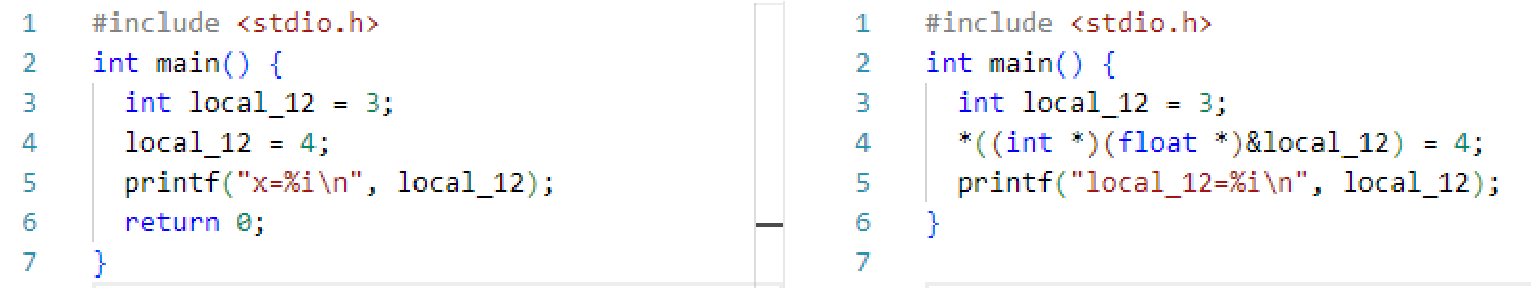 1 #include <stdio.h>
2 int main() {
3 int local_12 = 3;
4 local_12 = 4;
5 printf("x=%i\n", local_12);
6 return 0;
7 }
1 #include <stdio.h>
2 int main() {
3 int local_12 = 3;
4 *((int *)(float *)&local_12) = 4;
5 printf("local_12=%i\n", local_12);
6 }
7